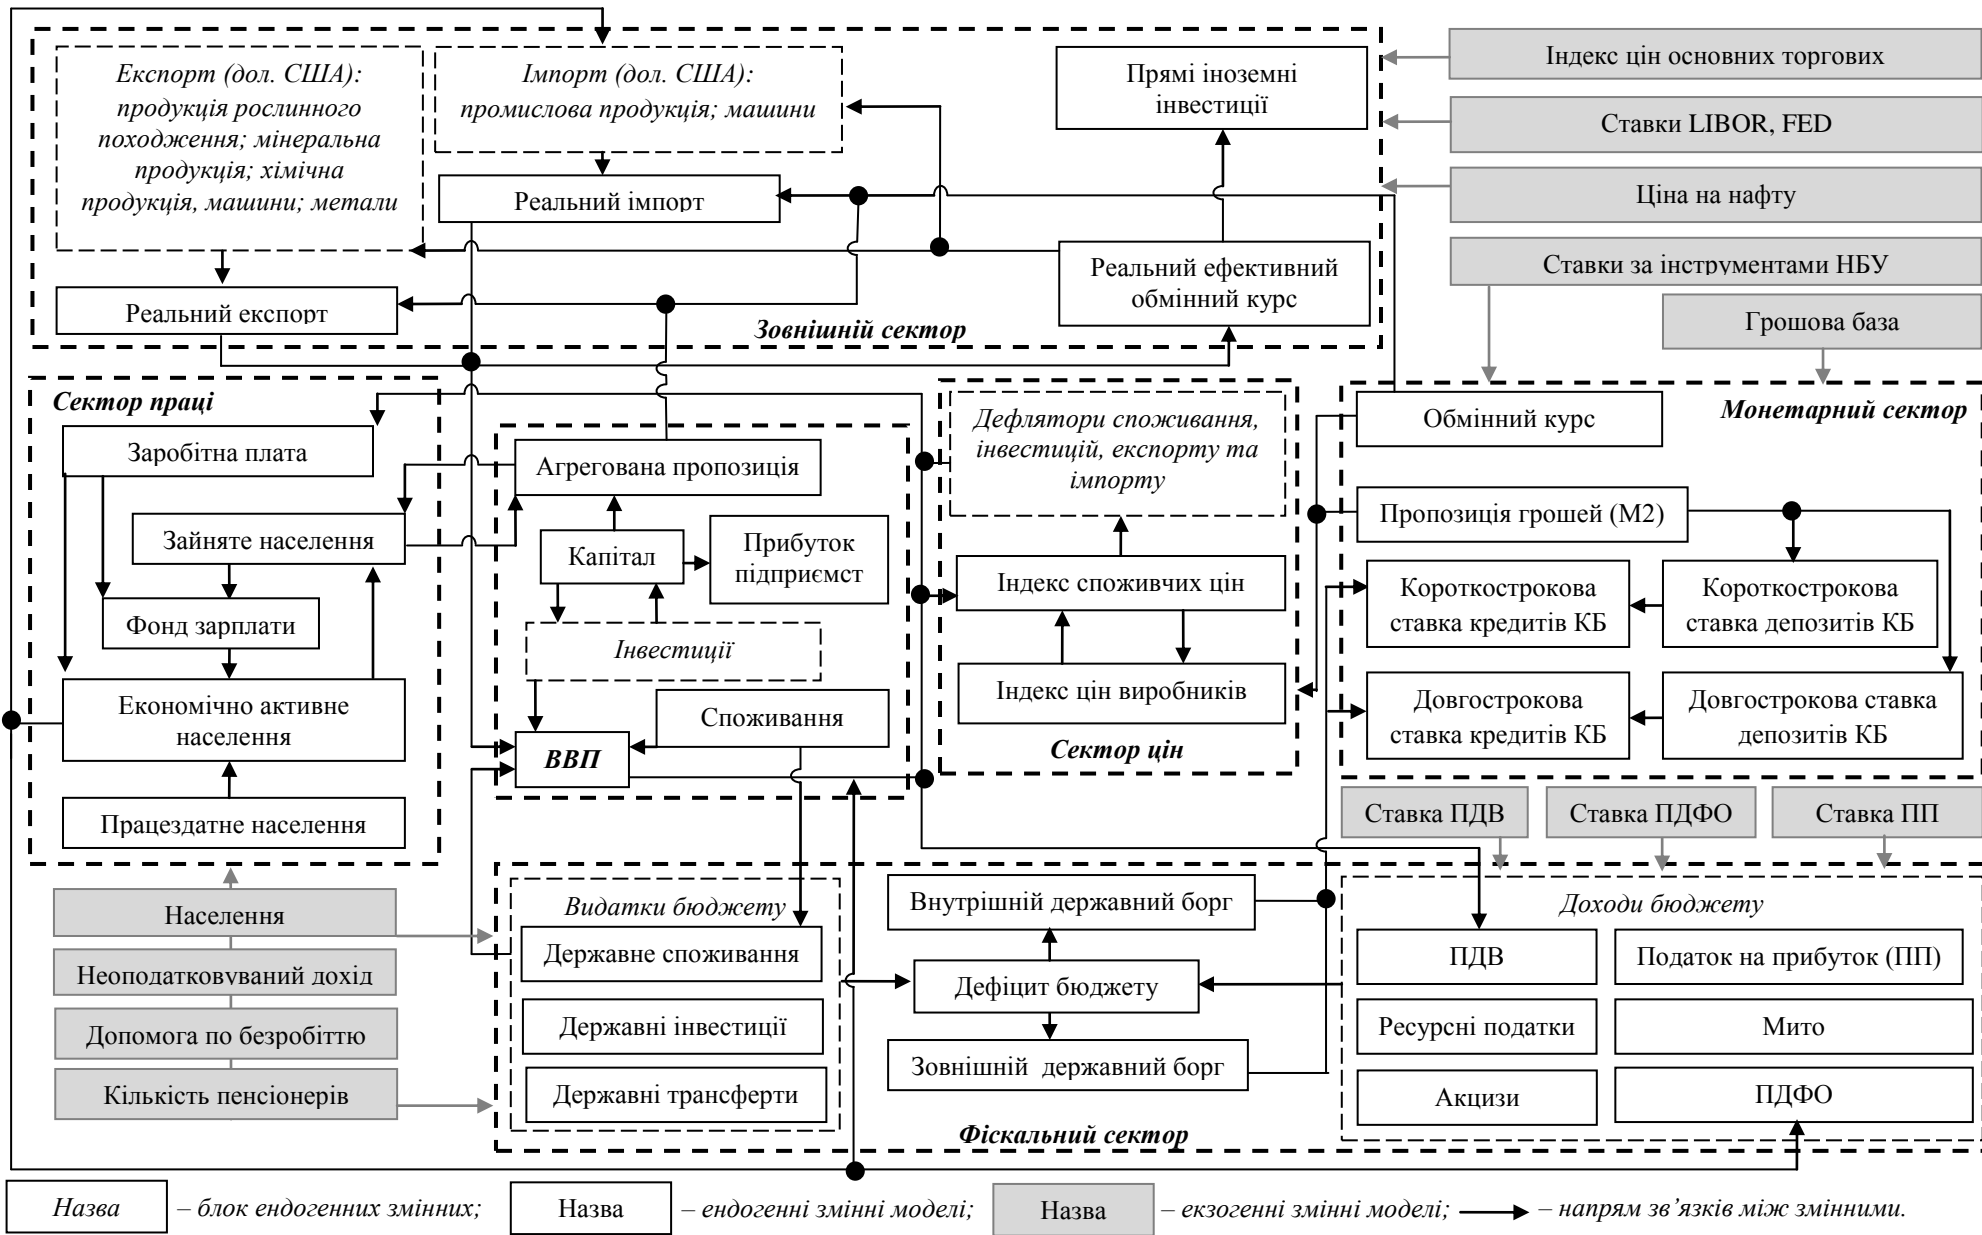 Експорт (дол. США):
продукція рослинного
походження; мінеральна
продукція; хімічна
продукція, машини; метали
Імпорт (дол. США):
промислова продукція; машини
Прямі іноземні
інвестиції
Індекс цін основних торгових
Ставки LIBOR, FED
Ціна на нафту
Ставки за інструментами НБУ
Грошова база
Реальний імпорт
Реальний ефективний
обмінний курс
Реальний експорт
Зовнішній сектор
Сектор праці
Заробітна плата
Зайняте населення
Фонд зарплати
Економічно активне
населення
Працездатне населення
Агрегована пропозиція
Капітал
Прибуток
підприємст
Інвестиції
Споживання
ВВП
Дефлятори споживання,
інвестицій, експорту та
імпорту
Індекс споживчих цін
Індекс цін виробників
Сектор цін
Обмінний курс
Монетарний сектор
Пропозиція грошей (М2)
Короткострокова
ставка кредитів КБ
Короткострокова
ставка депозитів КБ
Довгострокова
ставка кредитів КБ
Довгострокова ставка
депозитів КБ
Ставка ПДВ
Ставка ПДФО
Ставка ПП
Населення
Неоподатковуваний дохід
Допомога по безробіттю
Кількість пенсіонерів
Видатки бюджету
Державне споживання
Державні інвестиції
Державні трансферти
Внутрішній державний борг
Дефіцит бюджету
Зовнішній державний борг
Фіскальний сектор
Доходи бюджету
ПДВ
Податок на прибуток (ПП)
Ресурсні податки
Мито
Акцизи
ПДФО
Назва – блок ендогенних змінних; Назва – ендогенні змінні моделі; Назва – екзогенні змінні моделі; – напрям зв’язків між змінними.